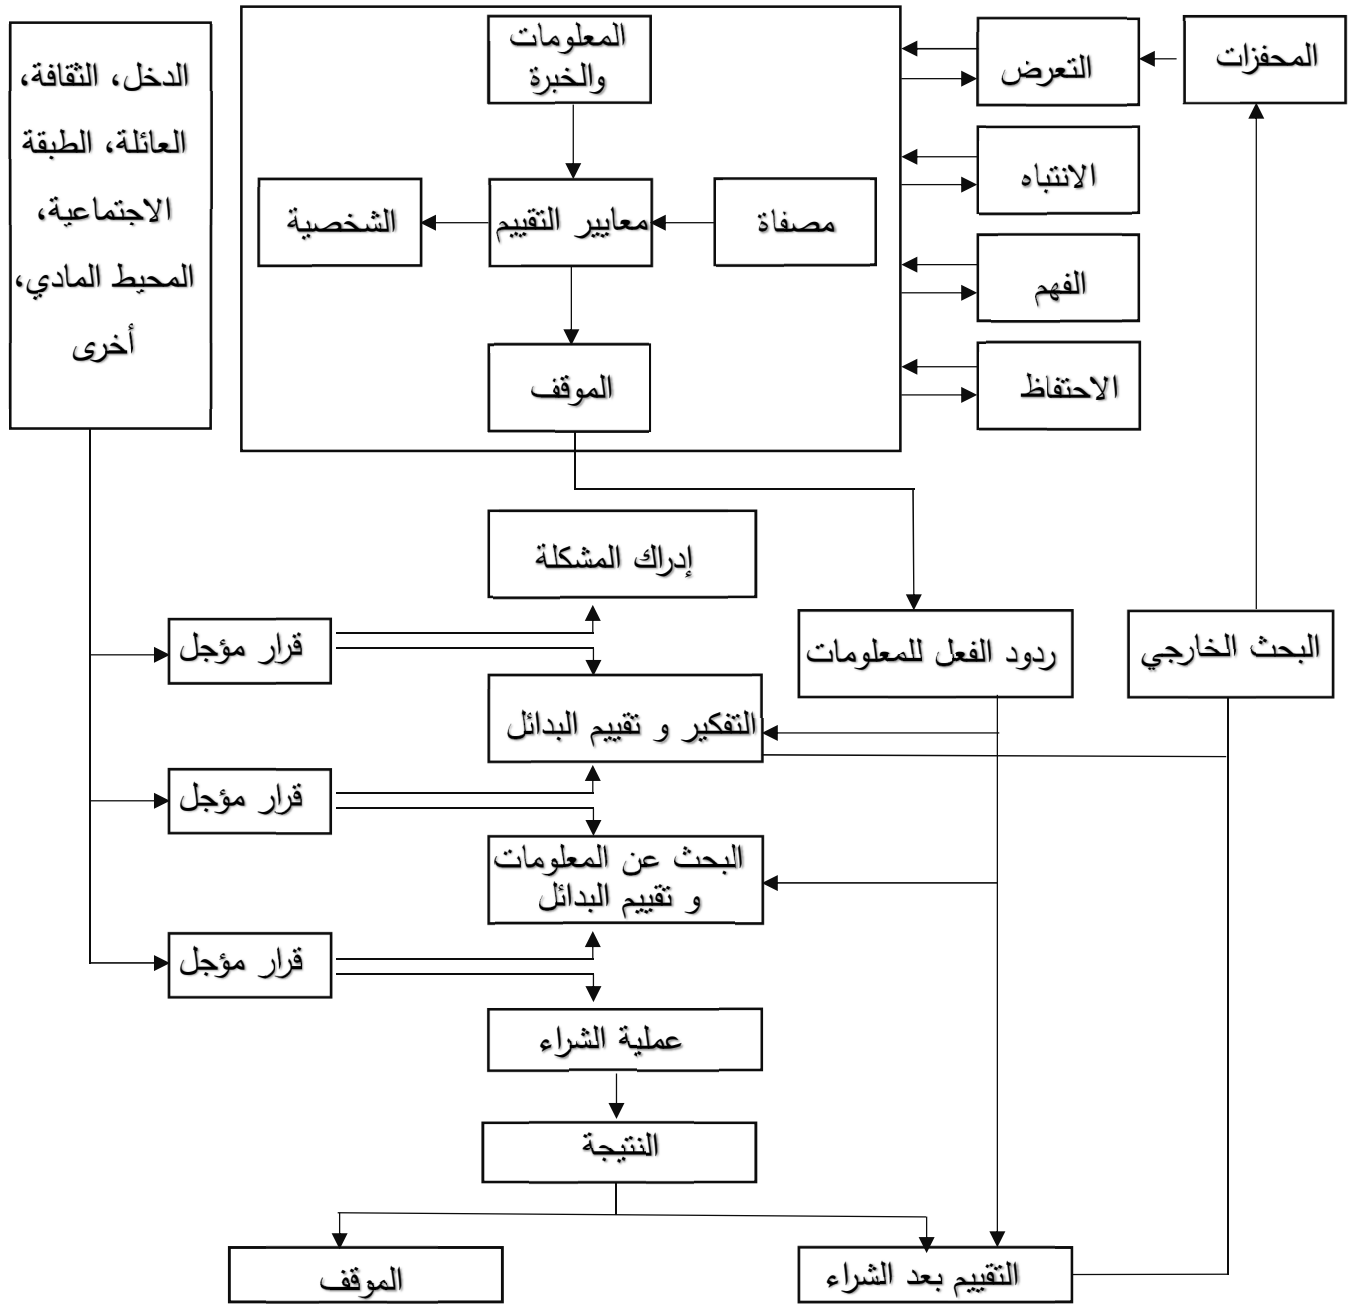 المحفزات
التعرض
الانتباه
الفهم
الاحتفاظ
المعلومات
والخبرة
مصفاة
معايير التقييم
الشخصية
الموقف
الدخل، الثقافة،
العائلة، الطبقة
الاجتماعية،
المحيط المادي،
أخرى
إدراك المشكلة
البحث الخارجي
ردود الفعل للمعلومات
قرار مؤجل
التفكير و تقييم البدائل
قرار مؤجل
البحث عن المعلومات
و تقييم البدائل
قرار مؤجل
عملية الشراء
النتيجة
التقييم بعد الشراء
الموقف